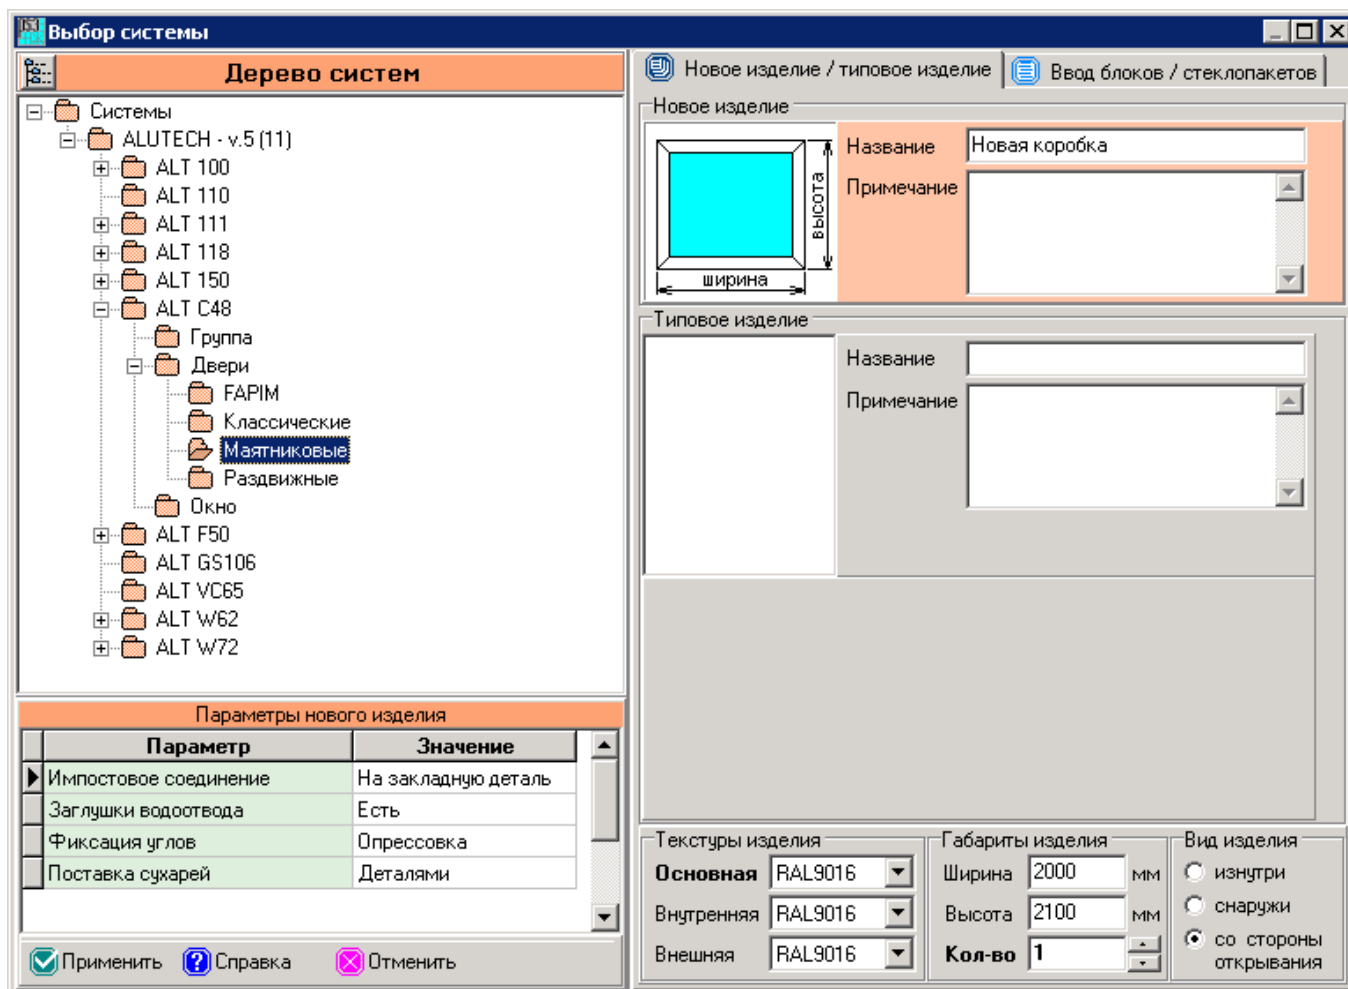 Выбор системы
Дерево систем
Системы
ALUTECH - v.5 (11)
ALT 100
ALT 110
ALT 111
ALT 118
ALT 150
ALT C48
Группа
Двери
FAPIM
Классические
Маятниковые
Раздвижные
Окно
ALT F50
ALT GS106
ALT VC65
ALT W62
ALT W72
Параметры нового изделия
Параметр Значение
Импостовое соединение На закладную деталь
Заглушки водоотвода Есть
Фиксация углов Опрессовка
Поставка сухарей Деталями
Применить Справка Отменить
Новое изделие / типовое изделие Ввод блоков / стеклопакетов
Новое изделие
высота
ширина
Название Новая коробка
Примечание
Типовое изделие
Название
Примечание
Текстуры изделия
Основная RAL9016
Внутренняя RAL9016
Внешняя RAL9016
Габариты изделия
Ширина 2000 мм
Высота 2100 мм
Кол-во 1
Вид изделия
изнутри
снаружи
со стороны
открывания